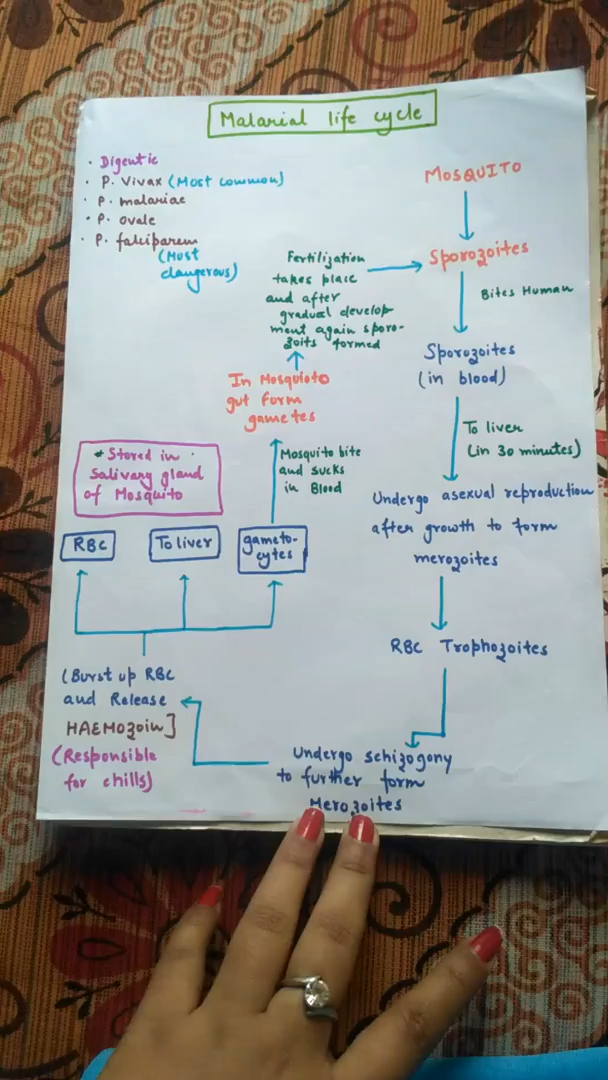 Malarial life cycle
• Digentic
• P. Vivax (Most common)
• P. malariae
• P. ovale
• P. falciparem
(Most
dangerous)
MOSQUITO
Sporozoites
Bites Human
Sporozoites
(in blood)
To liver
(in 30 minutes)
Undergo asexual reproduction
after growth to form
merozoites
RBC Trophozoites
Undergo schizogony
to further form
Merozoites
(Burst up RBC
and Release
HAEMOZOIN]
(Responsible
for chills)
RBC
To liver
gameto-
cytes
* Stored in
Salivary gland
of Mosquito
Mosquito bite
and sucks
in Blood
In Mosquioto
gut form
gametes
Fertilization
takes place
and after
gradual develop
ment again sporo-
zoits formed